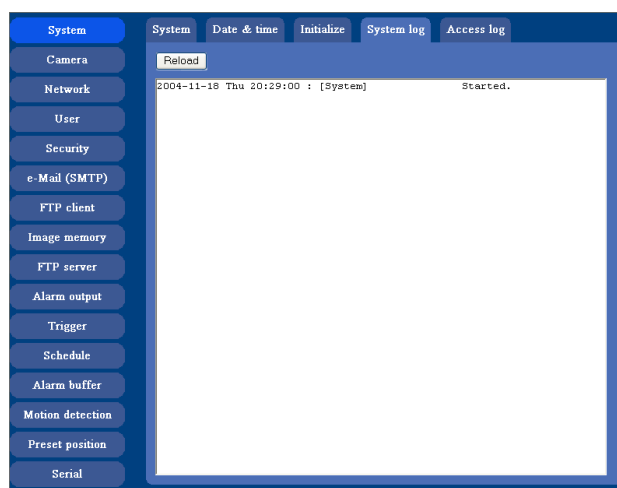 System
Camera
Network
User
Security
e-Mail (SMTP)
FTP client
Image memory
FTP server
Alarm output
Trigger
Schedule
Alarm buffer
Motion detection
Preset position
Serial
System Date & time Initialize System log Access log
Reload
2004-11-18 Thu 20:29:00 : [System] Started.